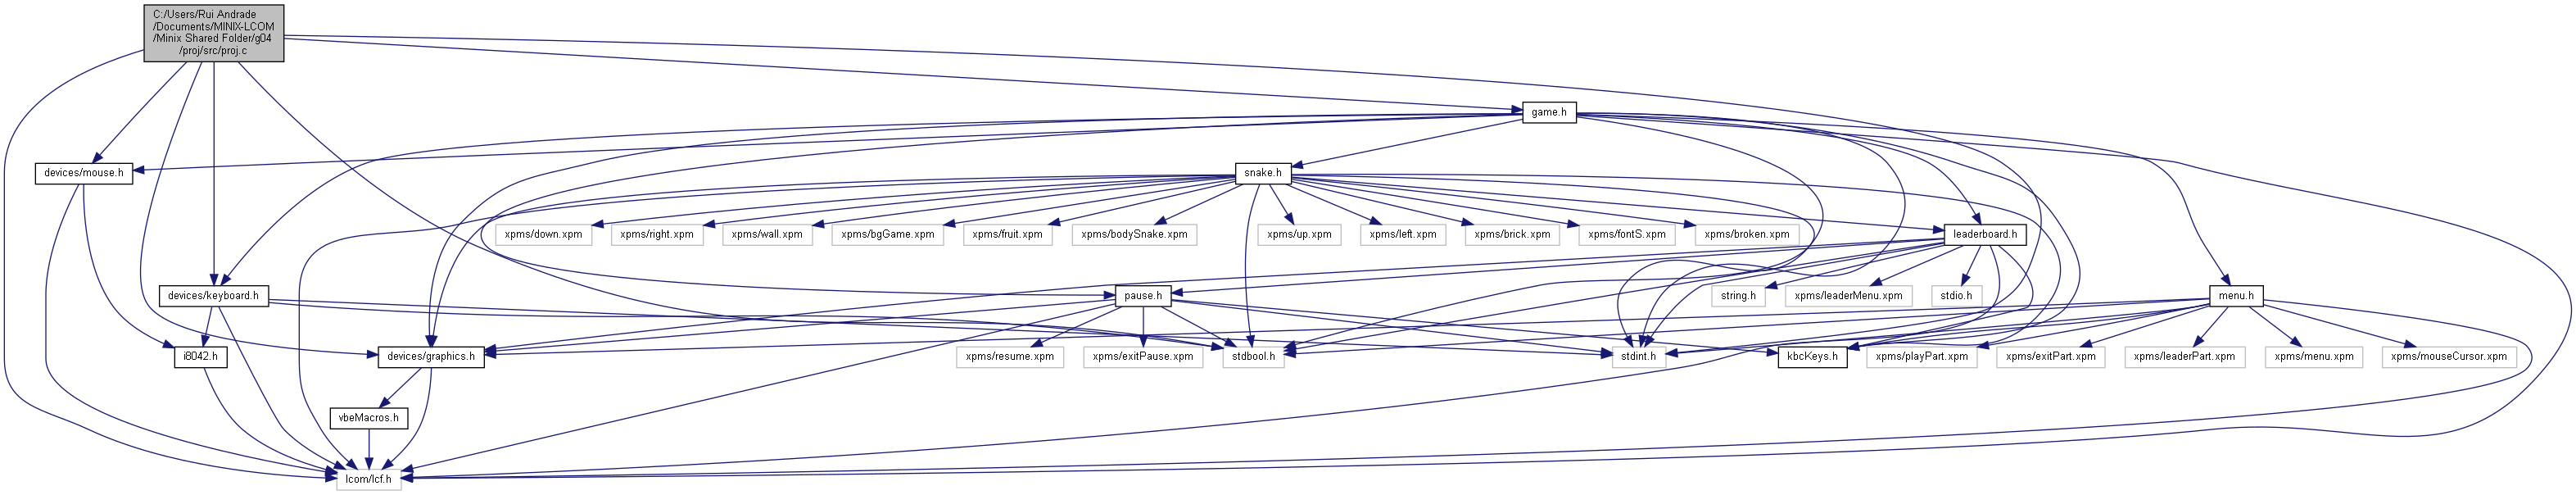 C:/Users/Rui Andrade
/Documents/MINIX-LCOM
/Minix Shared Folder/g04
/proj/src/proj.c
game.h
devices/mouse.h
snake.h
xpms/down.xpm
xpms/right.xpm
xpms/wall.xpm
xpms/bgGame.xpm
xpms/fruit.xpm
xpms/bodySnake.xpm
xpms/up.xpm
xpms/left.xpm
xpms/brick.xpm
xpms/fontS.xpm
xpms/broken.xpm
leaderboard.h
devices/keyboard.h
pause.h
string.h
xpms/leaderMenu.xpm
stdio.h
menu.h
i8042.h
devices/graphics.h
xpms/resume.xpm
xpms/exitPause.xpm
stdbool.h
stdint.h
kbcKeys.h
xpms/playPart.xpm
xpms/exitPart.xpm
xpms/leaderPart.xpm
xpms/menu.xpm
xpms/mouseCursor.xpm
vbeMacros.h
lcom/lcf.h